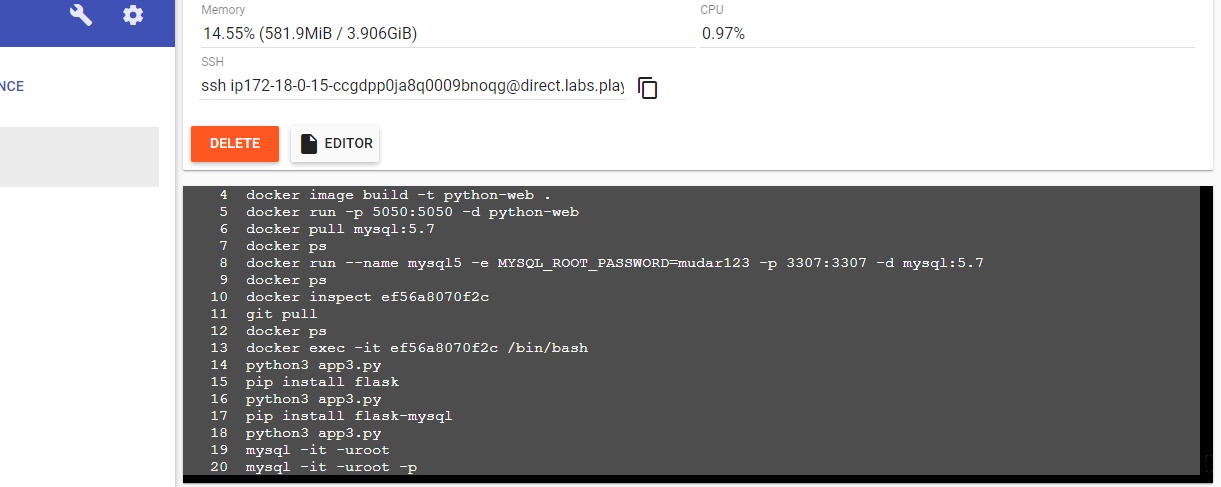 Memory CPU
14.55% (581.9MiB / 3.906GiB) 0.97%
SSH
ssh ip172-18-0-15-ccgdpp0ja8q0009bnoqg@direct.labs.play
NCE
DELETE EDITOR
4 docker image build -t python-web .
5 docker run -p 5050:5050 -d python-web
6 docker pull mysql:5.7
7 docker ps
8 docker run --name mysql5 -e MYSQL_ROOT_PASSWORD=mudar123 -p 3307:3307 -d mysql:5.7
9 docker ps
10 docker inspect ef56a8070f2c
11 git pull
12 docker ps
13 docker exec -it ef56a8070f2c /bin/bash
14 python3 app3.py
15 pip install flask
16 python3 app3.py
17 pip install flask-mysql
18 python3 app3.py
19 mysql -it -uroot
20 mysql -it -uroot -p